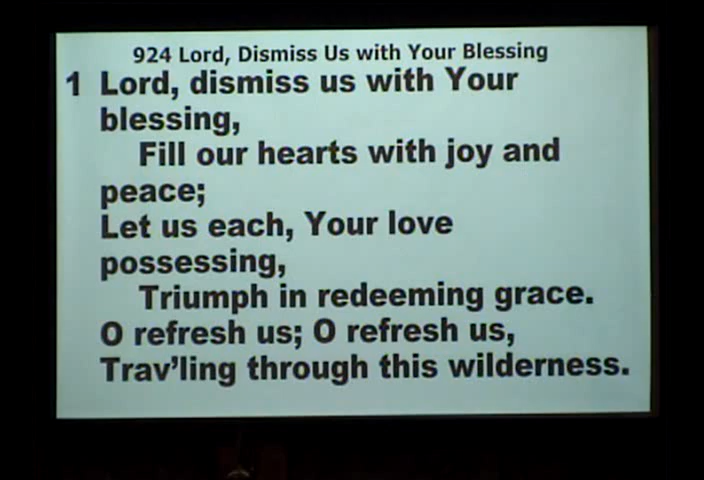 924 Lord, Dismiss Us with Your Blessing
1 Lord, dismiss us with Your
blessing,
Fill our hearts with joy and
peace;
Let us each, Your love
possessing,
Triumph in redeeming grace.
O refresh us; O refresh us,
Trav'ling through this wilderness.